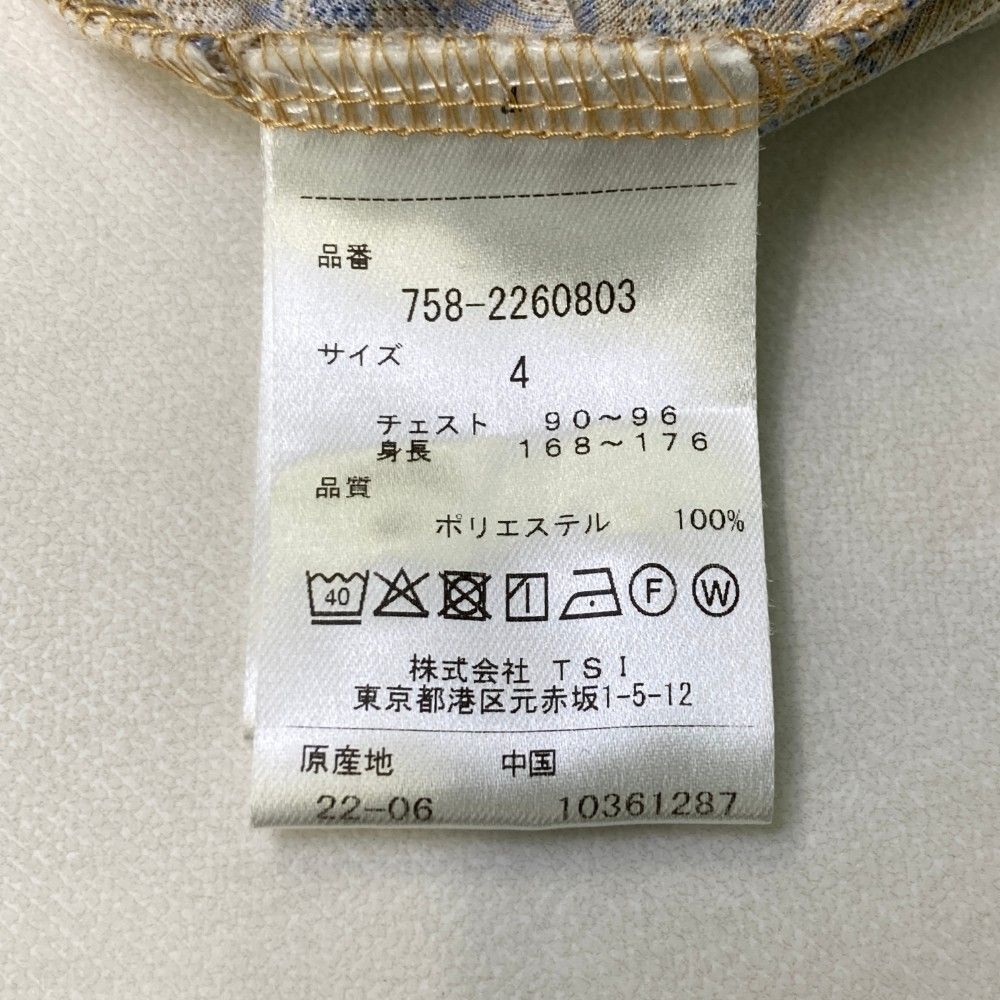 品番
758-2260803
サイズ
4
チェスト 90～96
身長 168～176
品質
ポリエステル 100%
40 F W
株式会社 TSI
東京都港区元赤坂1-5-12
原産地 中国
22-06 10361287